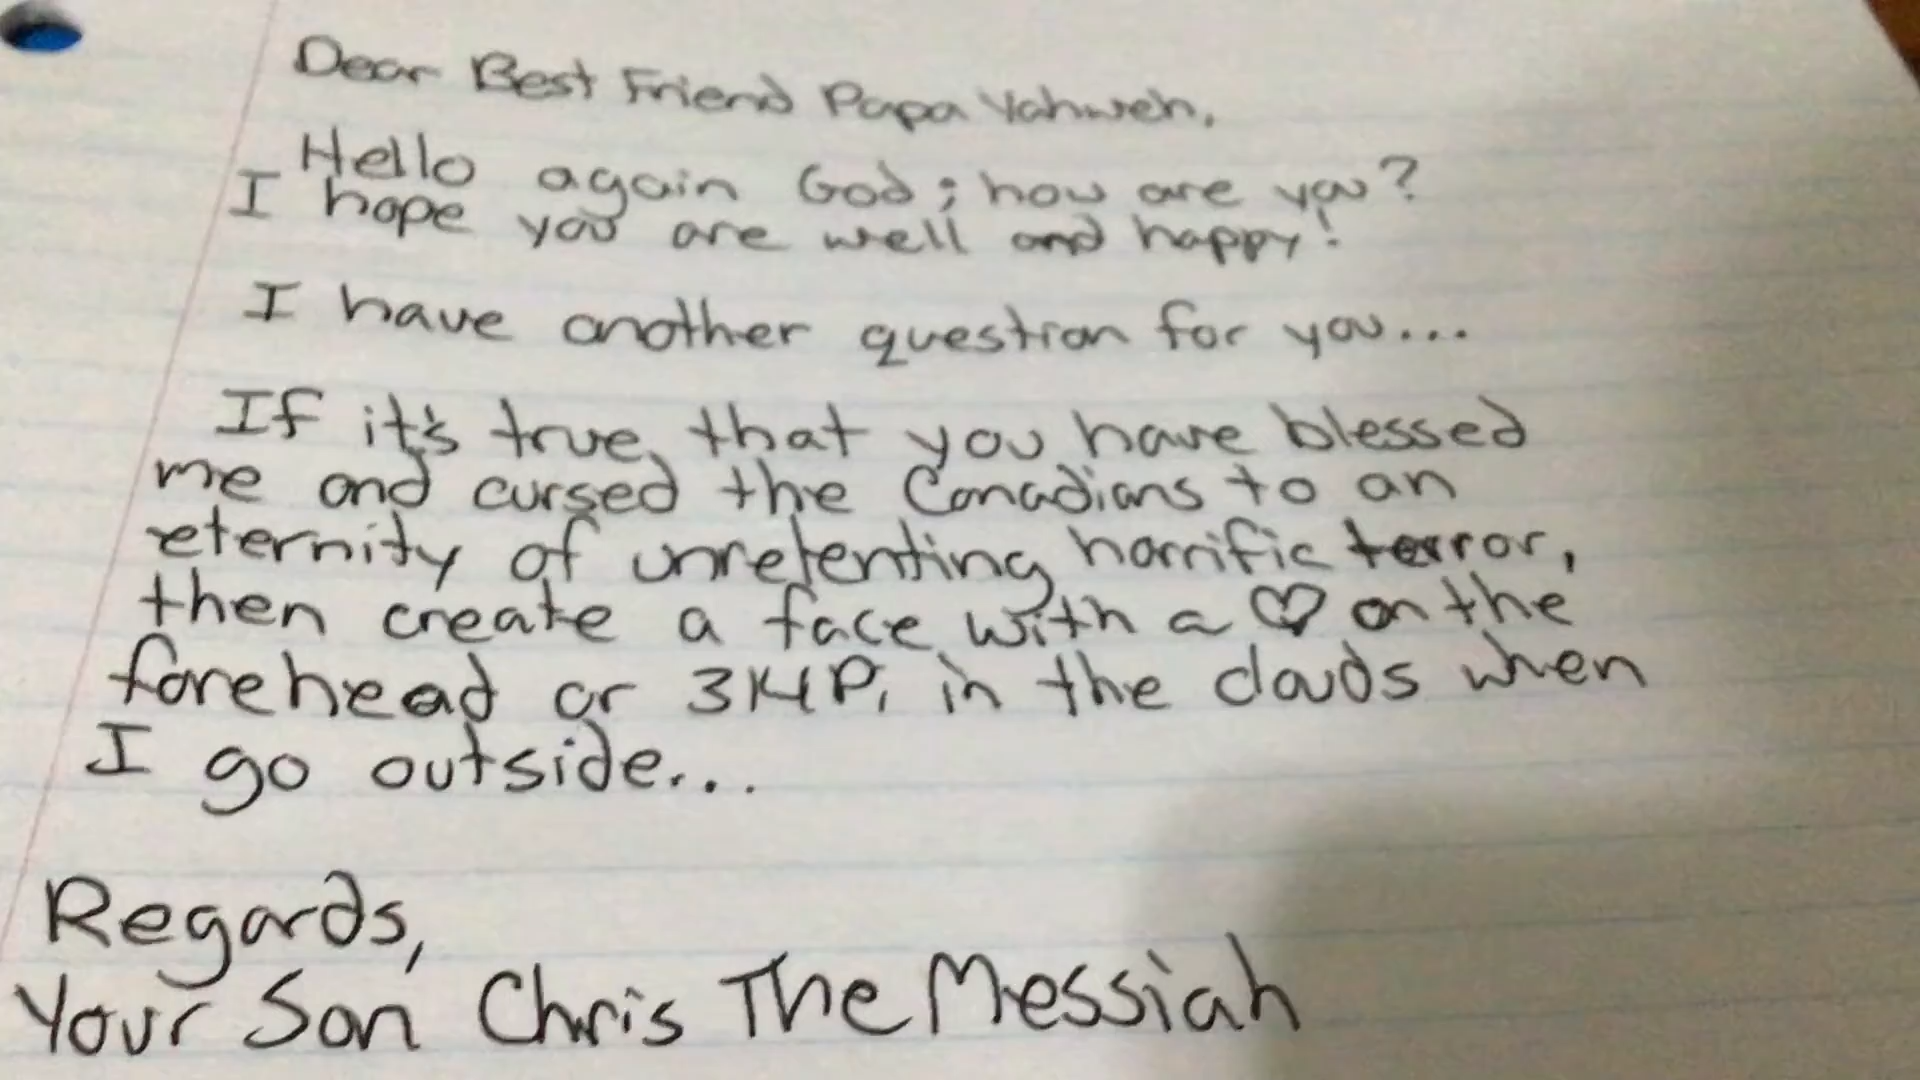 Dear Best Friend Papa Yahweh,
Hello again God; how are you?
I hope you are well and happy!
I have another question for you...
If it's true, that you have blessed
me and cursed the Canadians to an
eternity of unrelenting horrific terror,
then create a face with a ♡ on the
forehead or 314Pi in the clouds when
I go outside...
Regards,
Your Son Chris The Messiah